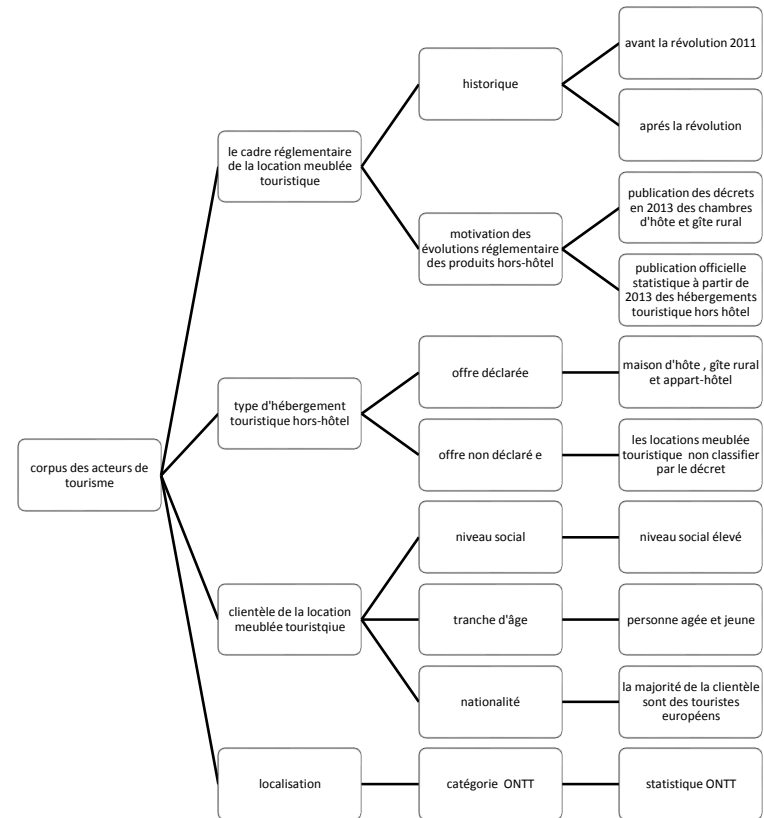 corpus des acteurs de
tourisme
le cadre réglementaire
de la location meublée
touristique
historique
avant la révolution 2011
aprés la révolution
motivation des
évolutions réglementaire
des produits hors-hôtel
publication des décrets
en 2013 des chambres
d'hôte et gîte rural
publication officielle
statistique à partir de
2013 des hébergements
touristique hors hôtel
type d'hébergement
touristique hors-hôtel
offre déclarée
maison d'hôte , gîte rural
et appart-hôtel
offre non déclaré e
les locations meublée
touristique  non classifier
par le décret
clientèle de la location
meublée touristqiue
niveau social
niveau social élevé
tranche d'âge
personne agée et jeune
nationalité
la majorité de la clientèle
sont des touristes
européens
localisation
catégorie  ONTT
statistique ONTT